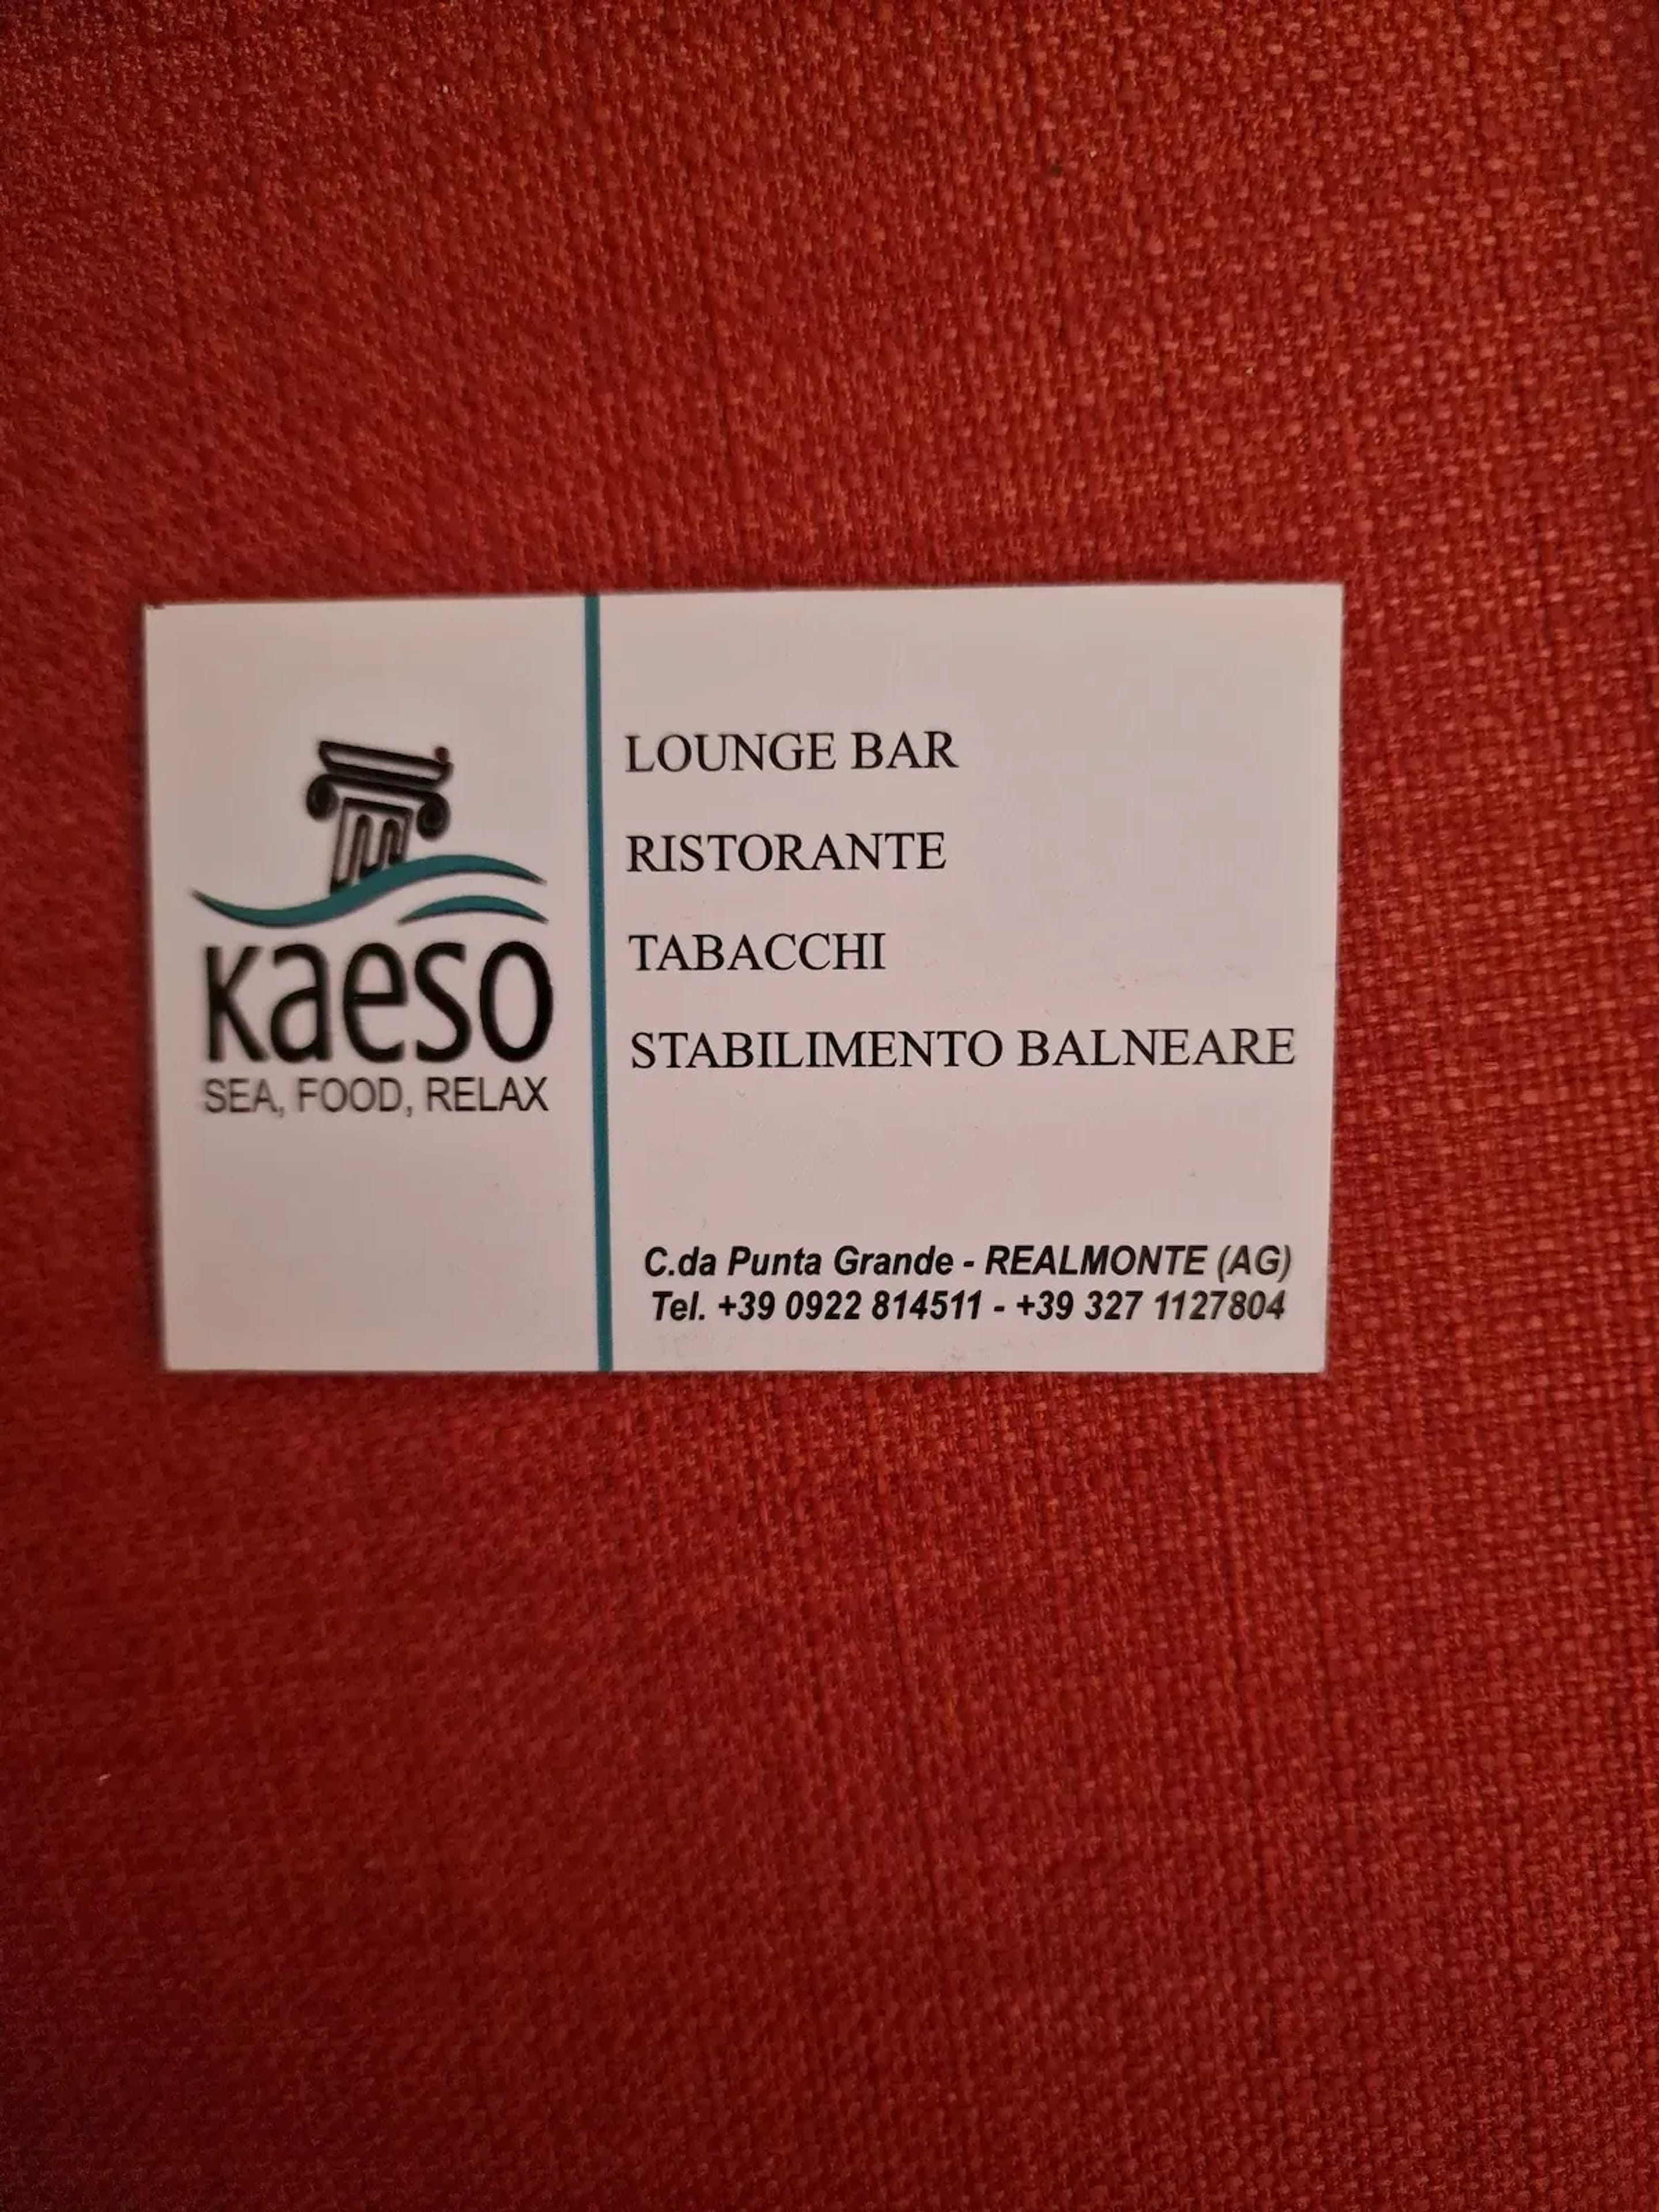 kaeso
SEA, FOOD, RELAX
LOUNGE BAR
RISTORANTE
TABACCHI
STABILIMENTO BALNEARE
C.da Punta Grande - REALMONTE (AG)
Tel. +39 0922 814511 - +39 327 1127804